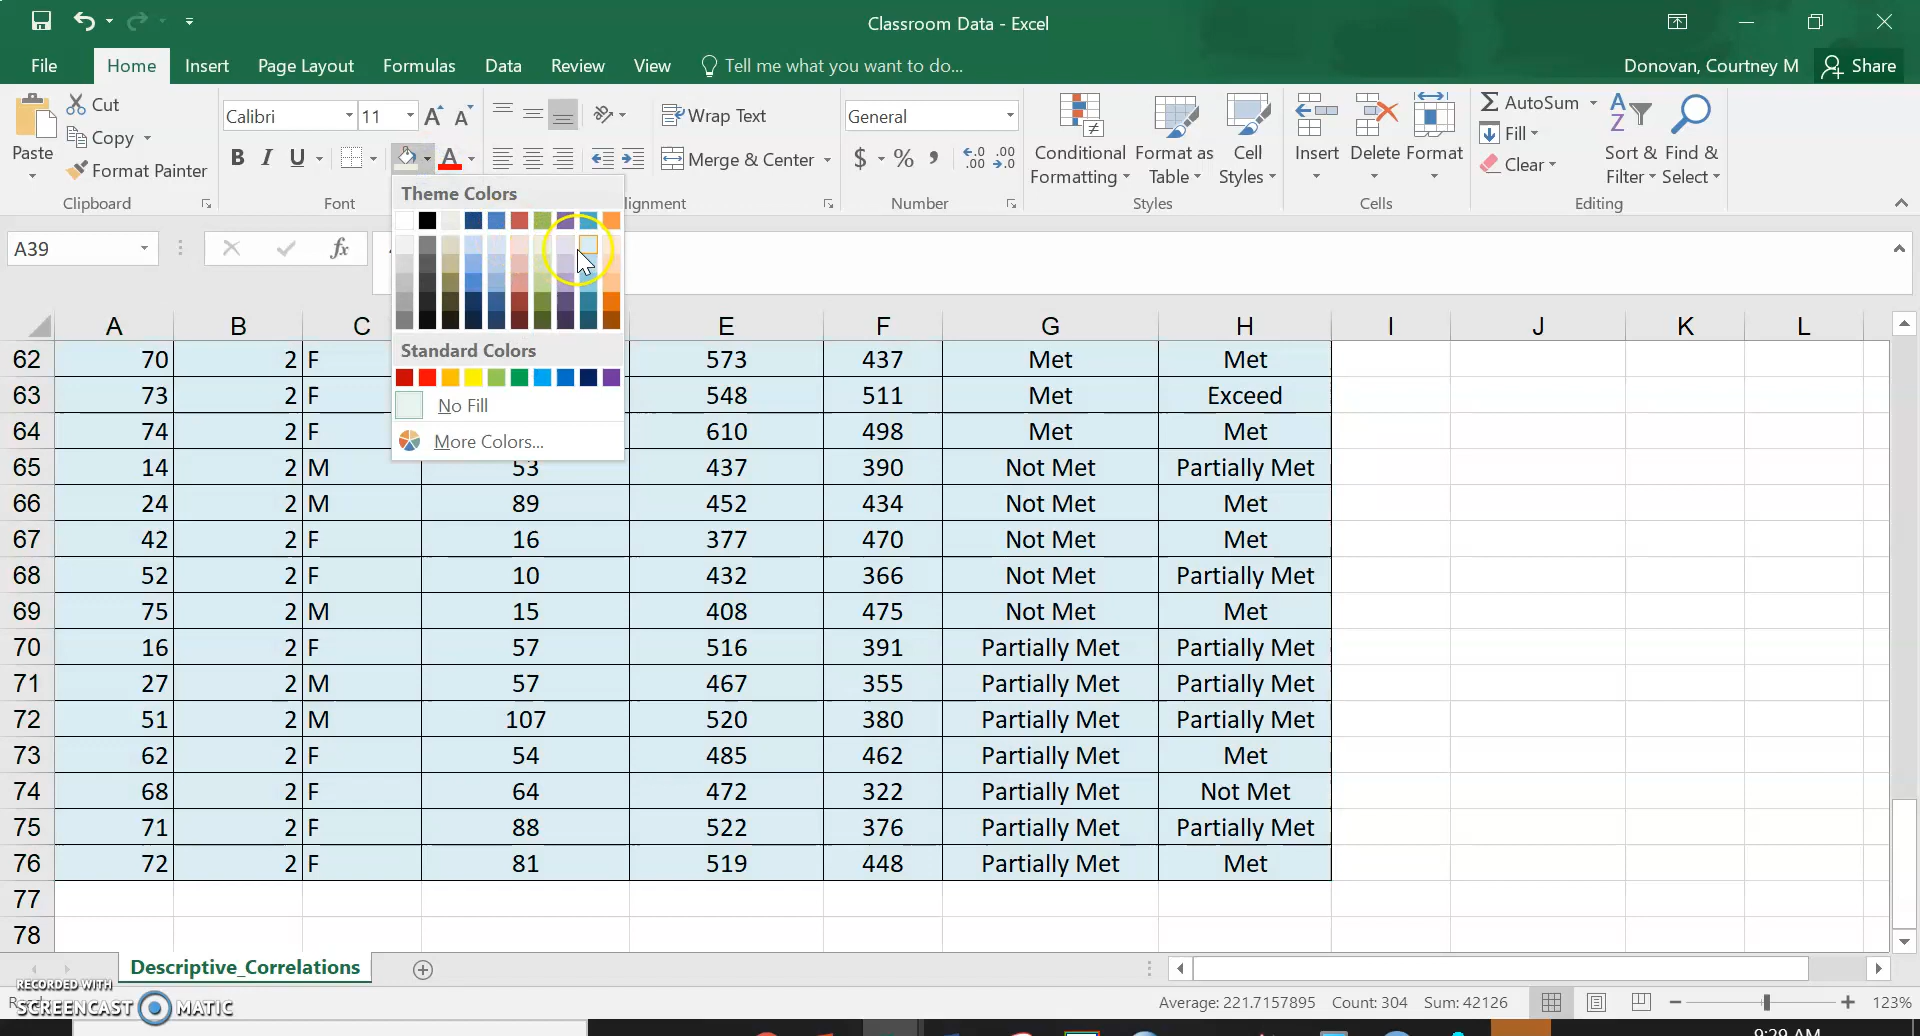 Classroom Data - Excel
File Home Insert Page Layout Formulas Data Review View Tell me what you want to do... Donovan, Courtney M Share
Paste Cut Copy Format Painter Clipboard
Calibri 11 B I U Font
Wrap Text Merge & Center lignment
General $ % , Number
Conditional Formatting Format as Table Cell Styles Styles
Insert Delete Format Cells
AutoSum Fill Clear Sort & Filter Find & Select Editing
A39 fx
Theme Colors
Standard Colors
No Fill
More Colors...
A B C E F G H I J K L
62 70 2 F 573 437 Met Met
63 73 2 F 548 511 Met Exceed
64 74 2 F 610 498 Met Met
65 14 2 M 53 437 390 Not Met Partially Met
66 24 2 M 89 452 434 Not Met Met
67 42 2 F 16 377 470 Not Met Met
68 52 2 F 10 432 366 Not Met Partially Met
69 75 2 M 15 408 475 Not Met Met
70 16 2 F 57 516 391 Partially Met Partially Met
71 27 2 M 57 467 355 Partially Met Partially Met
72 51 2 M 107 520 380 Partially Met Partially Met
73 62 2 F 54 485 462 Partially Met Met
74 68 2 F 64 472 322 Partially Met Not Met
75 71 2 F 88 522 376 Partially Met Partially Met
76 72 2 F 81 519 448 Partially Met Met
77
78
Descriptive_Correlations
RECORDED WITH
SCREENCAST MATIC
Average: 221.7157895 Count: 304 Sum: 42126 123%
9:29 AM